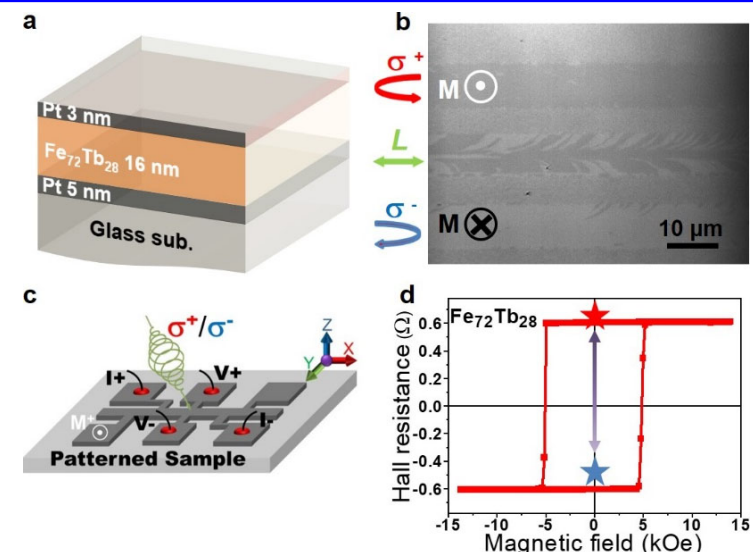 a
Pt 3 nm
Fe72Tb28 16 nm
Pt 5 nm
Glass sub.
b
σ+
L
σ-
M
M
10 µm
c
σ+/σ-
Z
Y
X
I+
V+
V-
I-
M+
Patterned Sample
d
Fe72Tb28
Hall resistance (Ω)
0.6
0.4
0.2
0.0
-0.2
-0.4
-0.6
-15
-10
-5
0
5
10
15
Magnetic field (kOe)